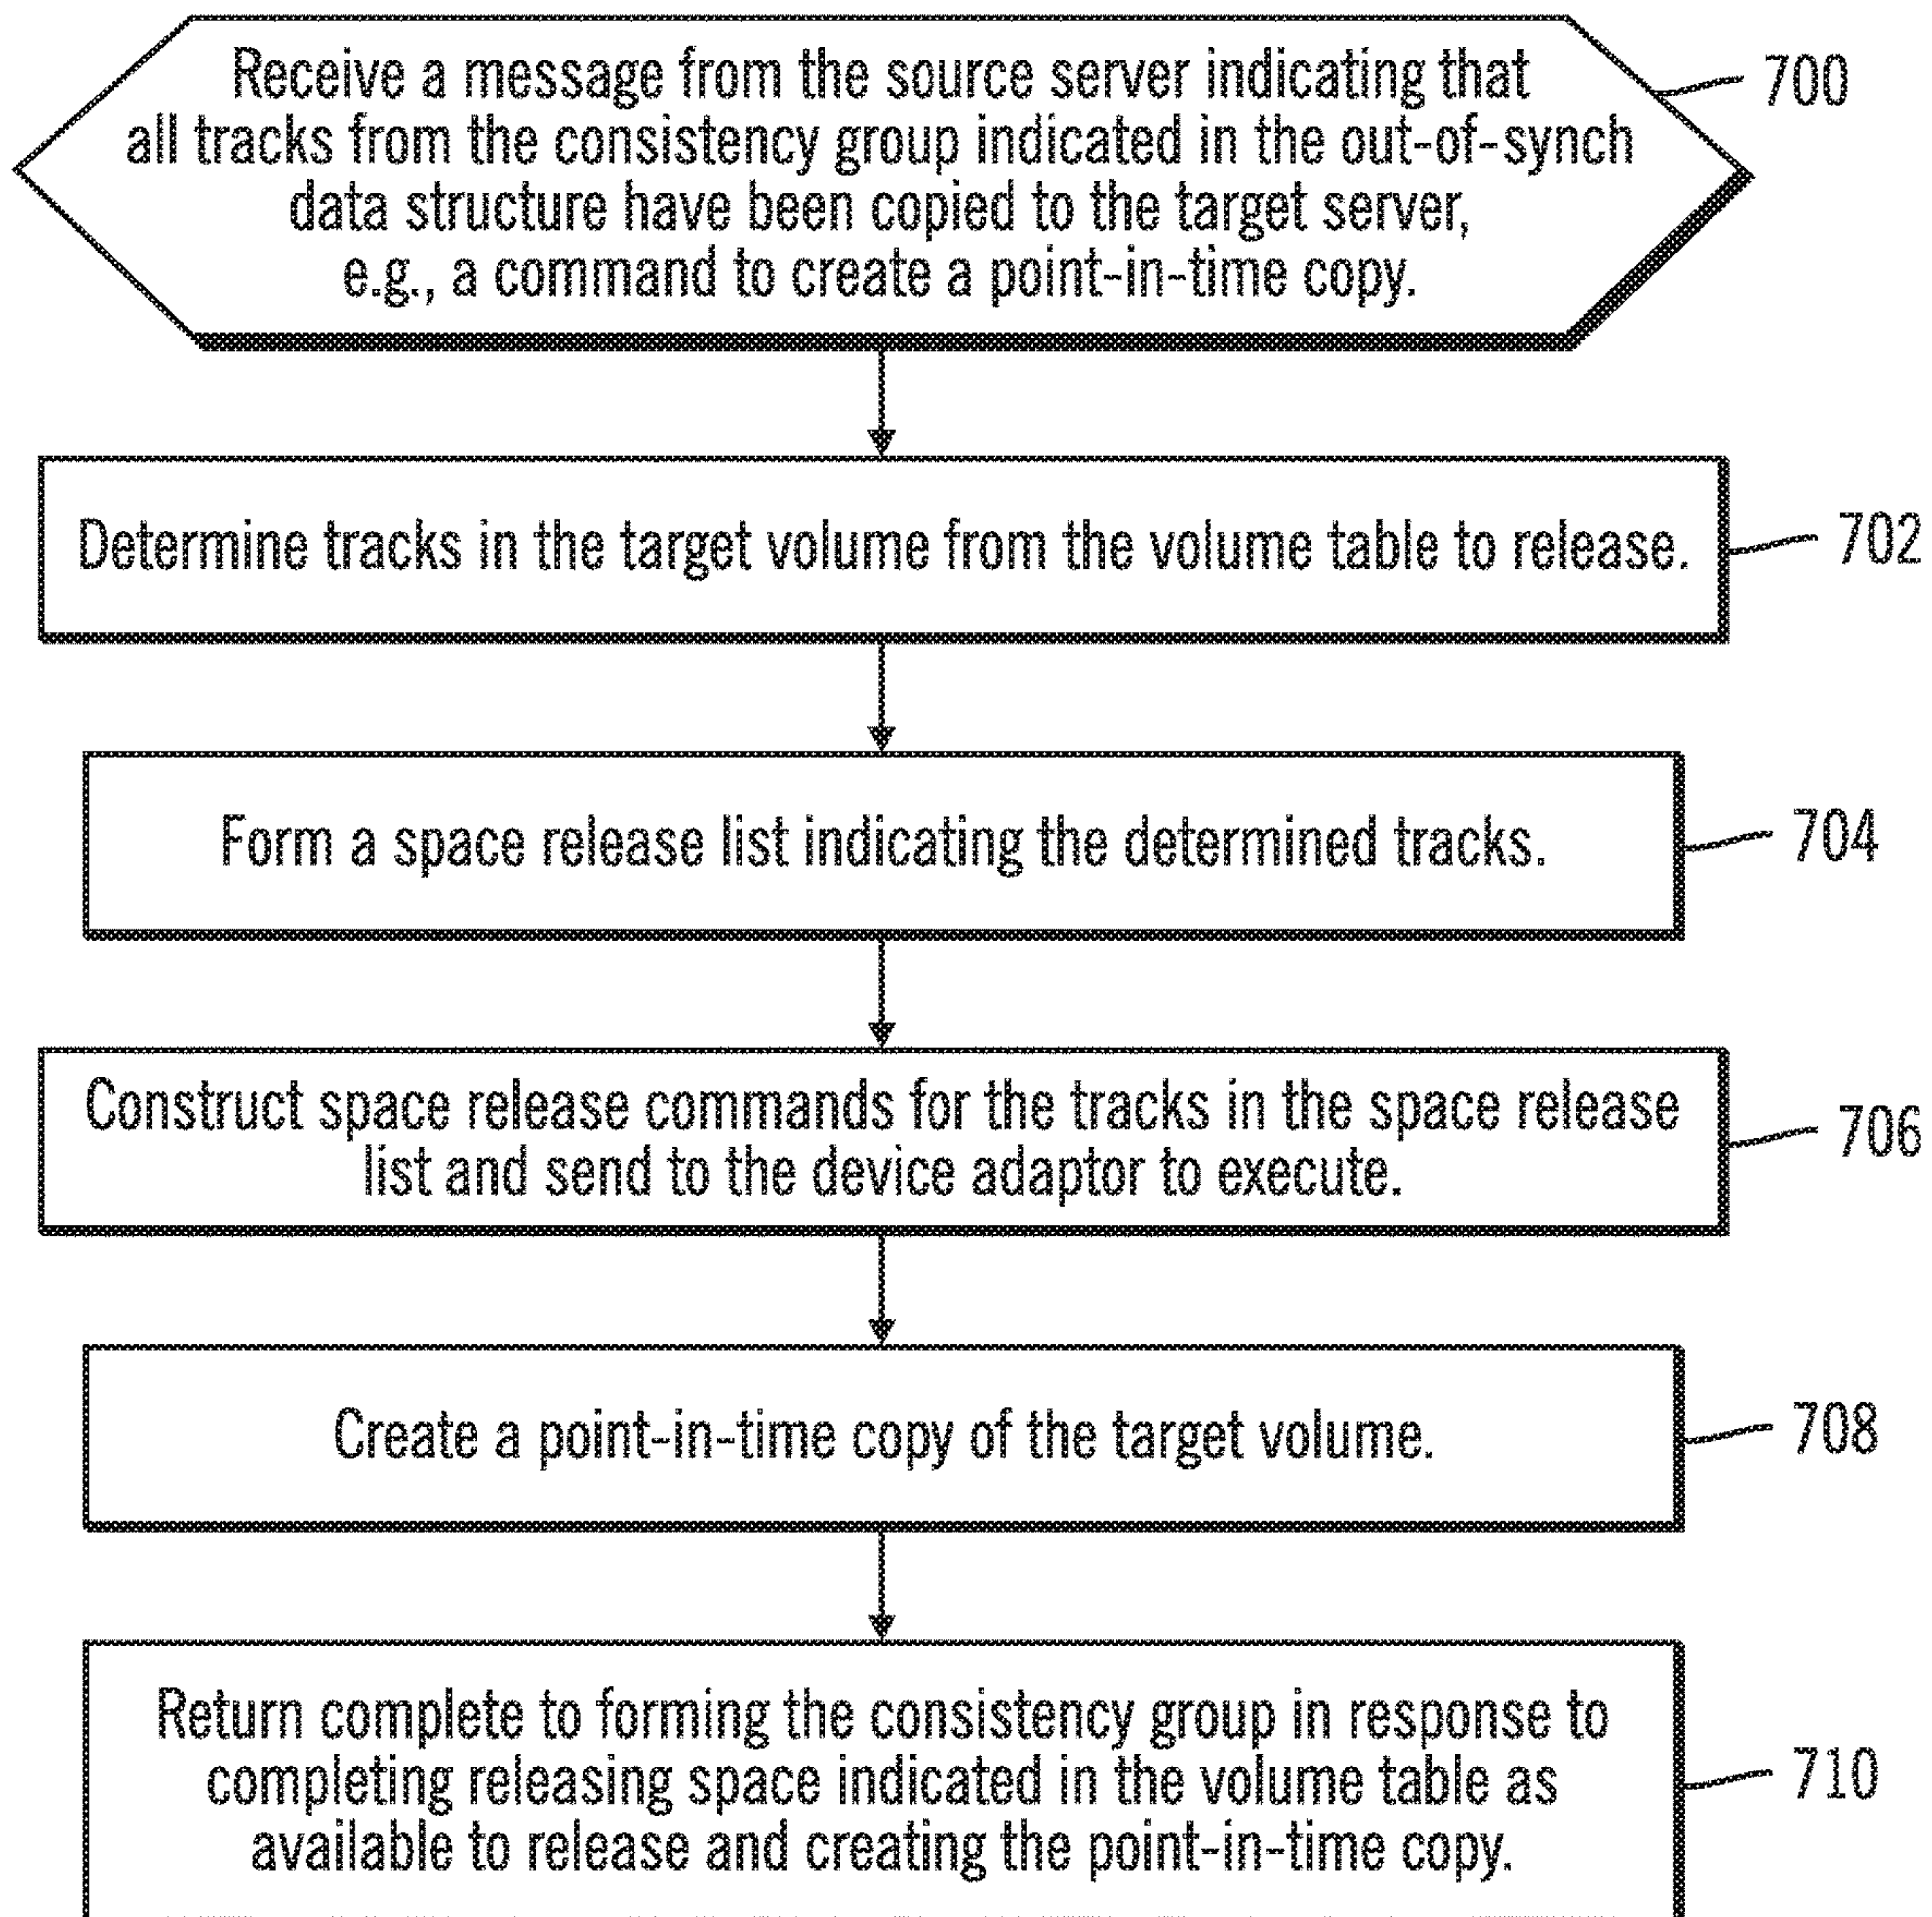 Receive a message from the source server indicating that
all tracks from the consistency group indicated in the out-of-synch
data structure have been copied to the target server,
e.g., a command to create a point-in-time copy.
700
Determine tracks in the target volume from the volume table to release.
702
Form a space release list indicating the determined tracks.
704
Construct space release commands for the tracks in the space release
list and send to the device adaptor to execute.
706
Create a point-in-time copy of the target volume.
708
Return complete to forming the consistency group in response to
completing releasing space indicated in the volume table as
available to release and creating the point-in-time copy.
710